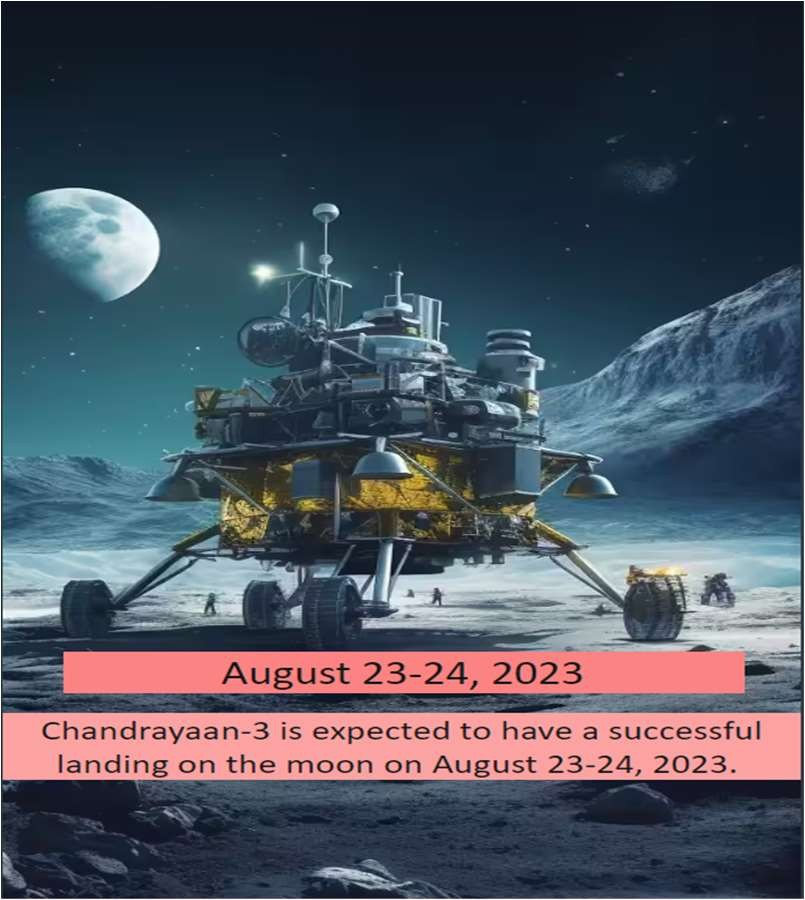 August 23-24, 2023
Chandrayaan-3 is expected to have a successful
landing on the moon on August 23-24, 2023.